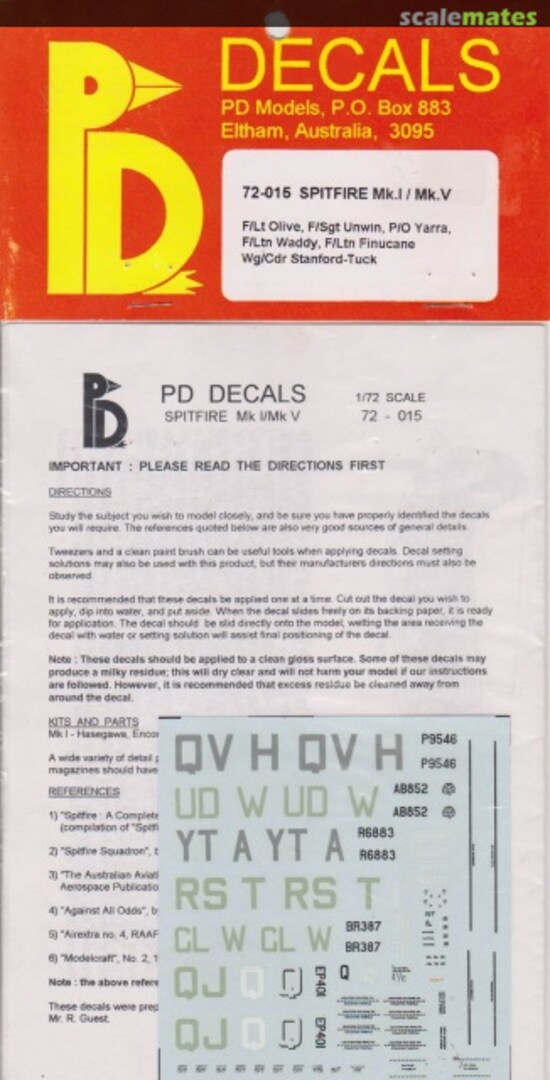 scalemates
PD
DECALS
PD Models, P.O. Box 883
Eltham, Australia, 3095
72-015 SPITFIRE Mk.I / Mk.V
F/Lt Olive, F/Sgt Unwin, P/O Yarra,
F/Ltn Waddy, F/Ltn Finucane
Wg/Cdr Stanford-Tuck
PD
PD DECALS
SPITFIRE Mk I/Mk V
1/72 SCALE
72 - 015
IMPORTANT : PLEASE READ THE DIRECTIONS FIRST
DIRECTIONS
Study the subject you wish to model closely, and be sure you have properly identified the decals
you will require. The references quoted below are also very good sources of general details.
Tweezers and a clean paint brush can be useful tools when applying decals. Decal setting
solutions may also be used with this product, but their manufacturers directions must also be
observed.
It is recommended that these decals be applied one at a time. Cut out the decal you wish to
apply, dip into water, and put aside. When the decal slides freely on its backing paper, it is ready
for application. The decal should be slid directly onto the model, wetting the area receiving the
decal with water or setting solution will assist final positioning of the decal.
Note : These decals should be applied to a clean gloss surface. Some of these decals may
produce a milky residue; this will dry clear and will not harm your model if our instructions
are followed. However, it is recommended that excess residue be cleaned away from
around the decal.
KITS AND PARTS
Mk I - Hasegawa,
A wide variety of detail
magazines should have
REFERENCES
1) "Spitfire : A Complete
(compilation of "Spitf
2) "Spitfire Squadron",
3) "The Australian Aviat
Aerospace Publicatio
4) "Against All Odds",
5) "Airextra no. 4, RAAF
6) "Modelcraft", No. 2, 1
Note : the above refere
These decals were prep
Mr. R. Guest.
QV H QV H P9546
P9546
UD W UD W AB852
AB852
YT A YT A R6883
R6883
RS T RS T
GL W GL W BR387
BR387
QJ Q EP401 Q
QJ Q EP401